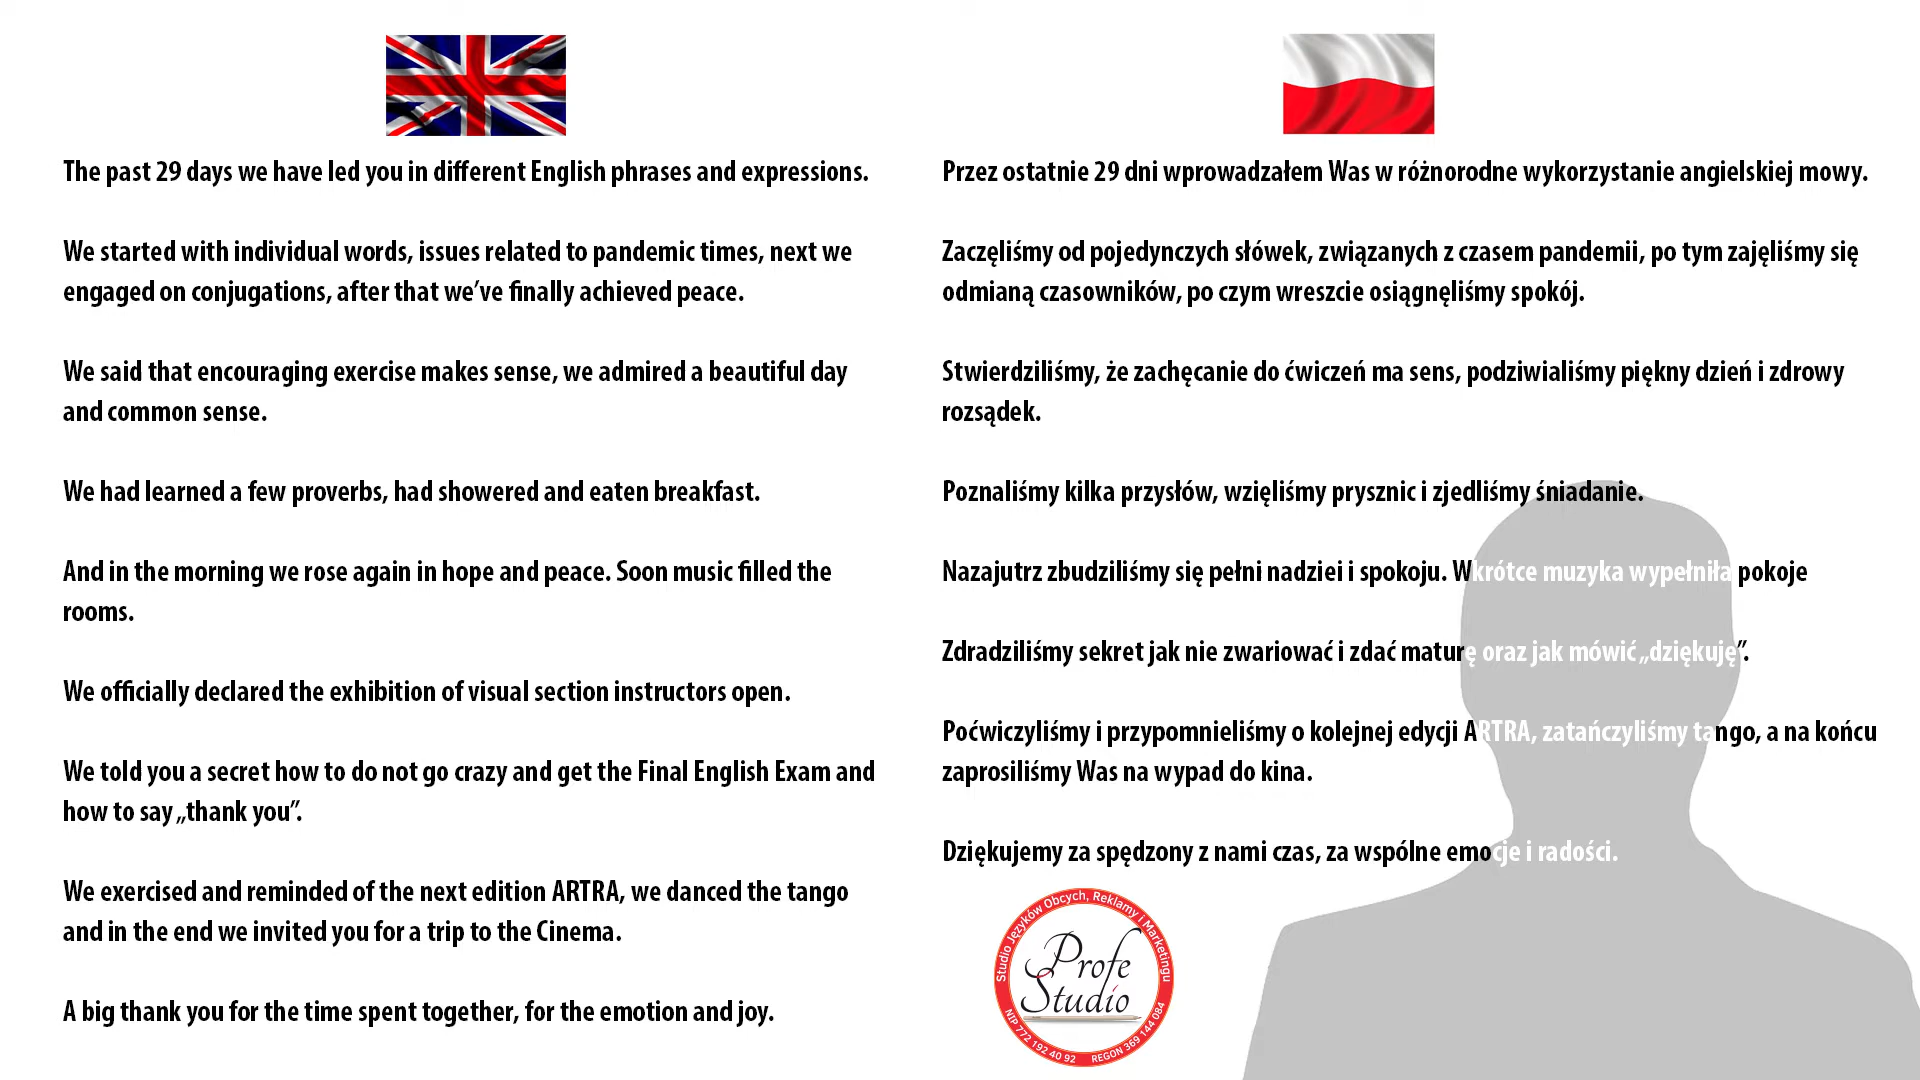 The past 29 days we have led you in different English phrases and expressions.
We started with individual words, issues related to pandemic times, next we
engaged on conjugations, after that we’ve finally achieved peace.
We said that encouraging exercise makes sense, we admired a beautiful day
and common sense.
We had learned a few proverbs, had showered and eaten breakfast.
And in the morning we rose again in hope and peace. Soon music filled the
rooms.
We officially declared the exhibition of visual section instructors open.
We told you a secret how to do not go crazy and get the Final English Exam and
how to say „thank you”.
We exercised and reminded of the next edition ARTRA, we danced the tango
and in the end we invited you for a trip to the Cinema.
A big thank you for the time spent together, for the emotion and joy.
Przez ostatnie 29 dni wprowadzałem Was w różnorodne wykorzystanie angielskiej mowy.
Zaczęliśmy od pojedynczych słówek, związanych z czasem pandemii, po tym zajęliśmy się
odmianą czasowników, po czym wreszcie osiągnęliśmy spokój.
Stwierdziliśmy, że zachęcanie do ćwiczeń ma sens, podziwialiśmy piękny dzień i zdrowy
rozsądek.
Poznaliśmy kilka przysłów, wzięliśmy prysznic i zjedliśmy śniadanie.
Nazajutrz zbudziliśmy się pełni nadziei i spokoju. Wkrótce muzyka wypełniła pokoje
Zdradziliśmy sekret jak nie zwariować i zdać maturę oraz jak mówić „dziękuję”.
Poćwiczyliśmy i przypomnieliśmy o kolejnej edycji ARTRA, zatańczyliśmy tango, a na końcu
zaprosiliśmy Was na wypad do kina.
Dziękujemy za spędzony z nami czas, za wspólne emocje i radości.
Studio Języków Obcych, Reklamy i Marketingu
Profe
Studio
NIP 772 192 40 92 REGON 369 144 084